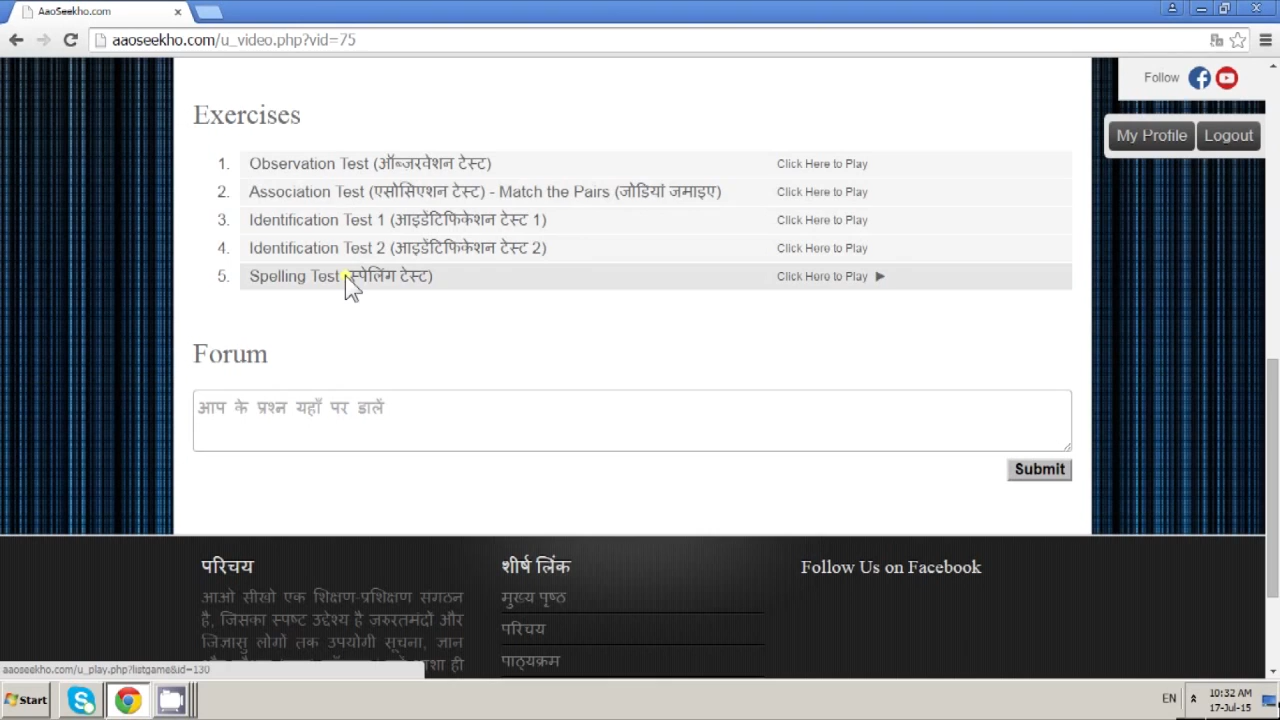 AaoSeekho.com
aaoseekho.com/u_video.php?vid=75
Follow
My Profile Logout
Exercises
1. Observation Test (ऑब्जरवेशन टेस्ट) Click Here to Play
2. Association Test (एसोसिएशन टेस्ट) - Match the Pairs (जोडियां जमाइए) Click Here to Play
3. Identification Test 1 (आइडेंटिफिकेशन टेस्ट 1) Click Here to Play
4. Identification Test 2 (आइडेंटिफिकेशन टेस्ट 2) Click Here to Play
5. Spelling Test (स्पेलिंग टेस्ट) Click Here to Play
Forum
आप के प्रश्न यहाँ पर डालें
Submit
परिचय
आओ सीखो एक शिक्षण-प्रशिक्षण संगठन
है, जिसका स्पष्ट उद्देश्य है जरुरतमंदों और
जिज्ञासु लोगों तक उपयोगी सूचना, ज्ञान
शीर्ष लिंक
मुख्य पृष्ठ
परिचय
पाठ्यक्रम
Follow Us on Facebook
aaoseekho.com/u_play.php?listgame&id=130
Start
EN
10:32 AM
17-Jul-15